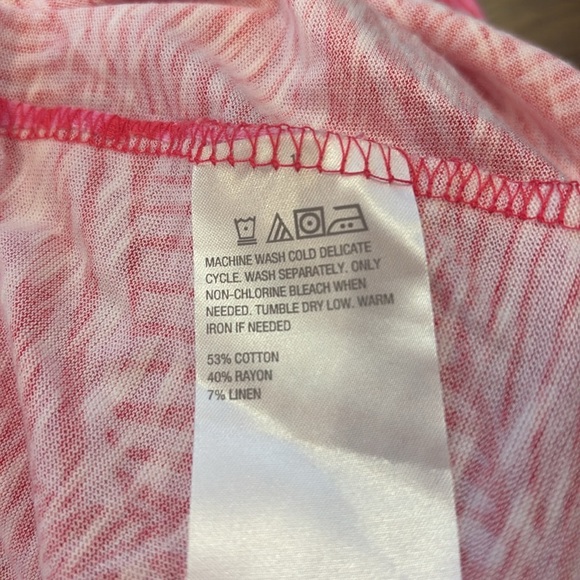 MACHINE WASH COLD DELICATE
CYCLE. WASH SEPARATELY. ONLY
NON-CHLORINE BLEACH WHEN
NEEDED. TUMBLE DRY LOW. WARM
IRON IF NEEDED
53% COTTON
40% RAYON
7% LINEN